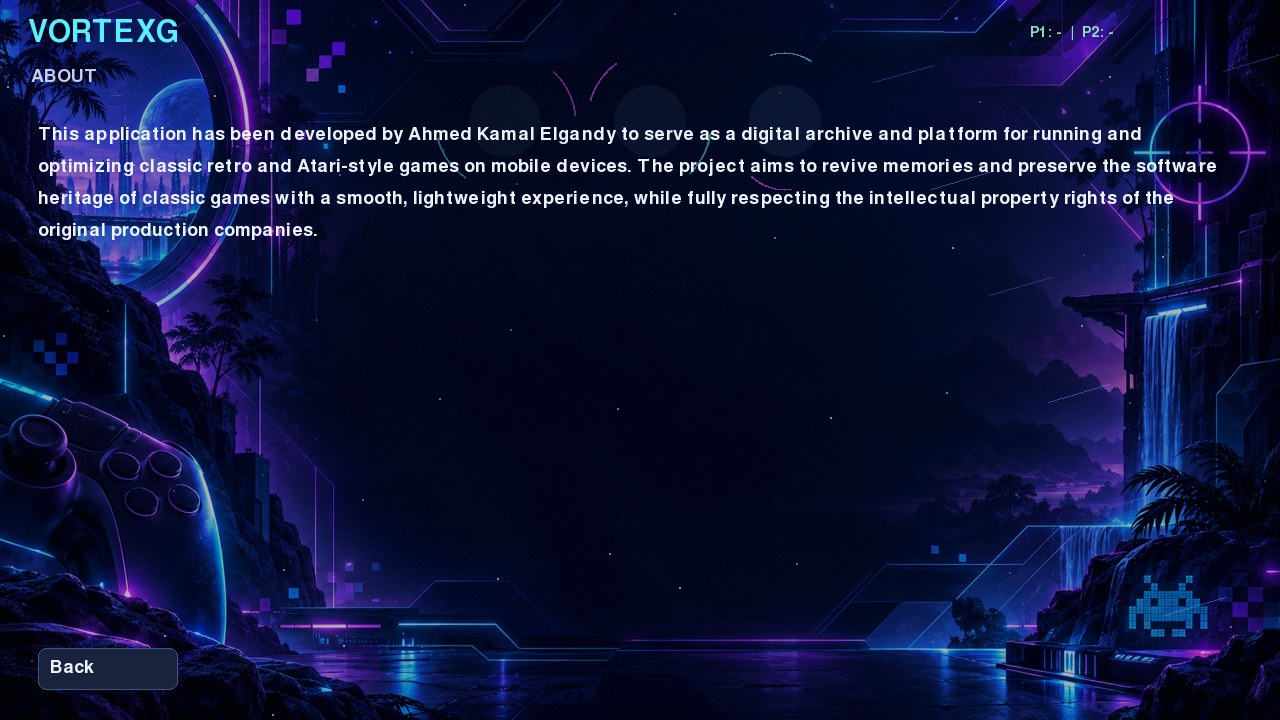 VORTEXG
P1: - | P2: -
ABOUT
This application has been developed by Ahmed Kamal Elgandy to serve as a digital archive and platform for running and
optimizing classic retro and Atari-style games on mobile devices. The project aims to revive memories and preserve the software
heritage of classic games with a smooth, lightweight experience, while fully respecting the intellectual property rights of the
original production companies.
Back